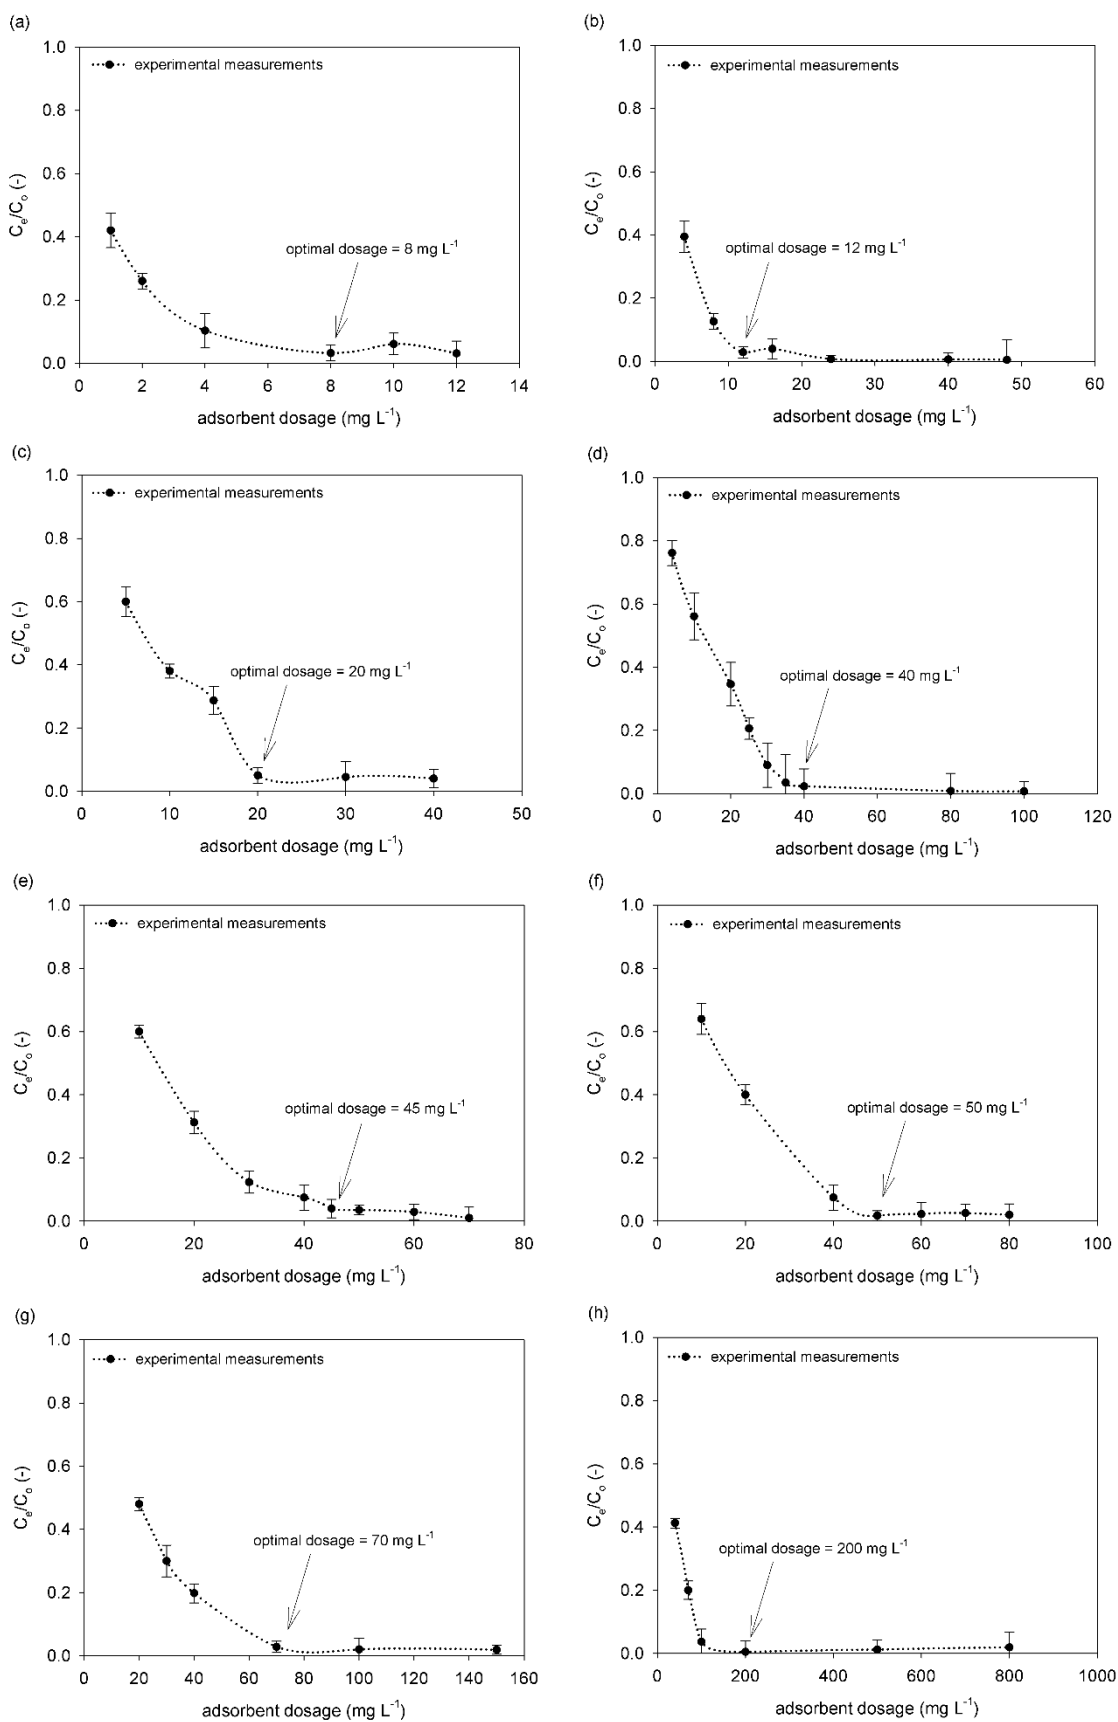 (a)
1.0
0.8
0.6
0.4
0.2
0.0
Ce/Co (-)
experimental measurements
optimal dosage = 8 mg L-1
0 2 4 6 8 10 12 14
adsorbent dosage (mg L-1)
(b)
1.0
0.8
0.6
0.4
0.2
0.0
Ce/Co (-)
experimental measurements
optimal dosage = 12 mg L-1
0 10 20 30 40 50 60
adsorbent dosage (mg L-1)
(c)
1.0
0.8
0.6
0.4
0.2
0.0
Ce/Co (-)
experimental measurements
optimal dosage = 20 mg L-1
0 10 20 30 40 50
adsorbent dosage (mg L-1)
(d)
1.0
0.8
0.6
0.4
0.2
0.0
Ce/Co (-)
experimental measurements
optimal dosage = 40 mg L-1
0 20 40 60 80 100 120
adsorbent dosage (mg L-1)
(e)
1.0
0.8
0.6
0.4
0.2
0.0
Ce/Co (-)
experimental measurements
optimal dosage = 45 mg L-1
0 20 40 60 80
adsorbent dosage (mg L-1)
(f)
1.0
0.8
0.6
0.4
0.2
0.0
Ce/Co (-)
experimental measurements
optimal dosage = 50 mg L-1
0 20 40 60 80 100
adsorbent dosage (mg L-1)
(g)
1.0
0.8
0.6
0.4
0.2
0.0
Ce/Co (-)
experimental measurements
optimal dosage = 70 mg L-1
0 20 40 60 80 100 120 140 160
adsorbent dosage (mg L-1)
(h)
1.0
0.8
0.6
0.4
0.2
0.0
Ce/Co (-)
experimental measurements
optimal dosage = 200 mg L-1
0 200 400 600 800 1000
adsorbent dosage (mg L-1)